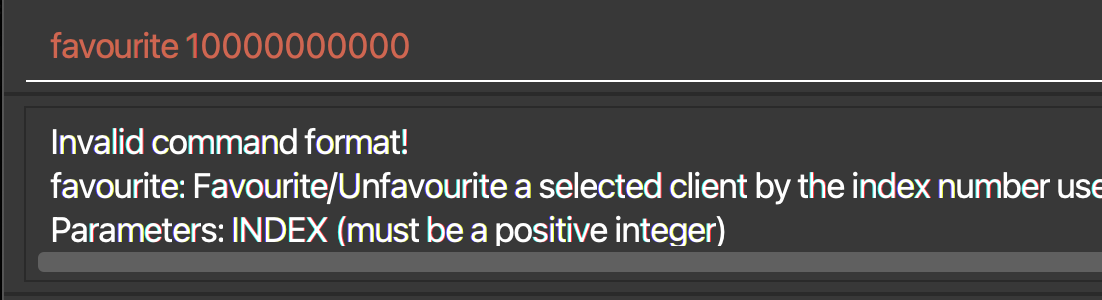 favourite 10000000000
Invalid command format!
favourite: Favourite/Unfavourite a selected client by the index number use
Parameters: INDEX (must be a positive integer)